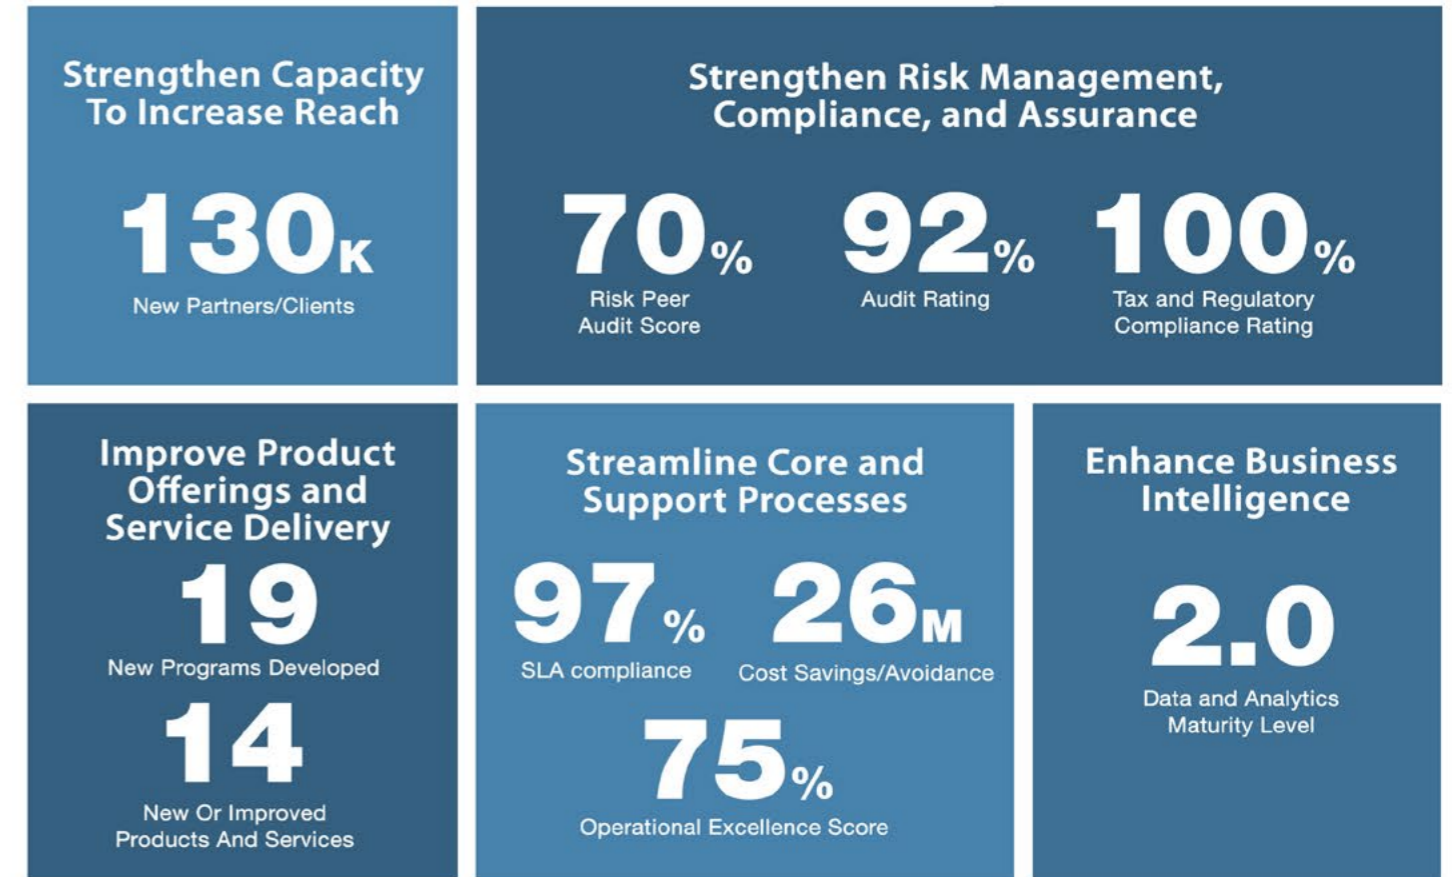 Strengthen Capacity
To Increase Reach
130K
New Partners/Clients
Strengthen Risk Management,
Compliance, and Assurance
70%
Risk Peer
Audit Score
92%
Audit Rating
100%
Tax and Regulatory
Compliance Rating
Improve Product
Offerings and
Service Delivery
19
New Programs Developed
14
New Or Improved
Products And Services
Streamline Core and
Support Processes
97%
SLA compliance
26M
Cost Savings/Avoidance
75%
Operational Excellence Score
Enhance Business
Intelligence
2.0
Data and Analytics
Maturity Level